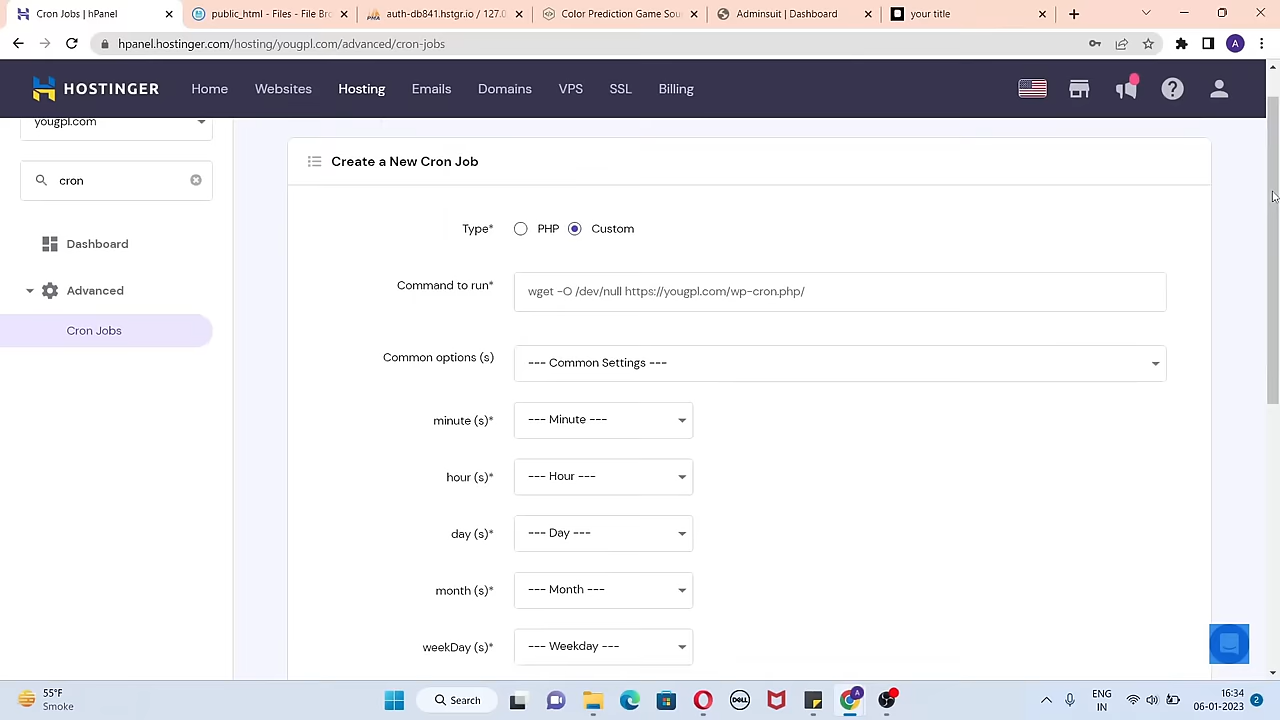 Cron Jobs | hPanel
public_html - Files - File Bro
auth-db841.hstgr.io / 127.0
Color Prediction Game Sou
Adminsuit | Dashboard
your title
hpanel.hostinger.com/hosting/yougpl.com/advanced/cron-jobs
A
HOSTINGER
Home
Websites
Hosting
Emails
Domains
VPS
SSL
Billing
yougpl.com
cron
Dashboard
Advanced
Cron Jobs
Create a New Cron Job
Type*
PHP
Custom
Command to run*
wget -O /dev/null https://yougpl.com/wp-cron.php/
Common options (s)
--- Common Settings ---
minute (s)*
--- Minute ---
hour (s)*
--- Hour ---
day (s)*
--- Day ---
month (s)*
--- Month ---
weekDay (s)*
--- Weekday ---
55°F
Smoke
Search
DELL
A
ENG
IN
16:34
06-01-2023
2